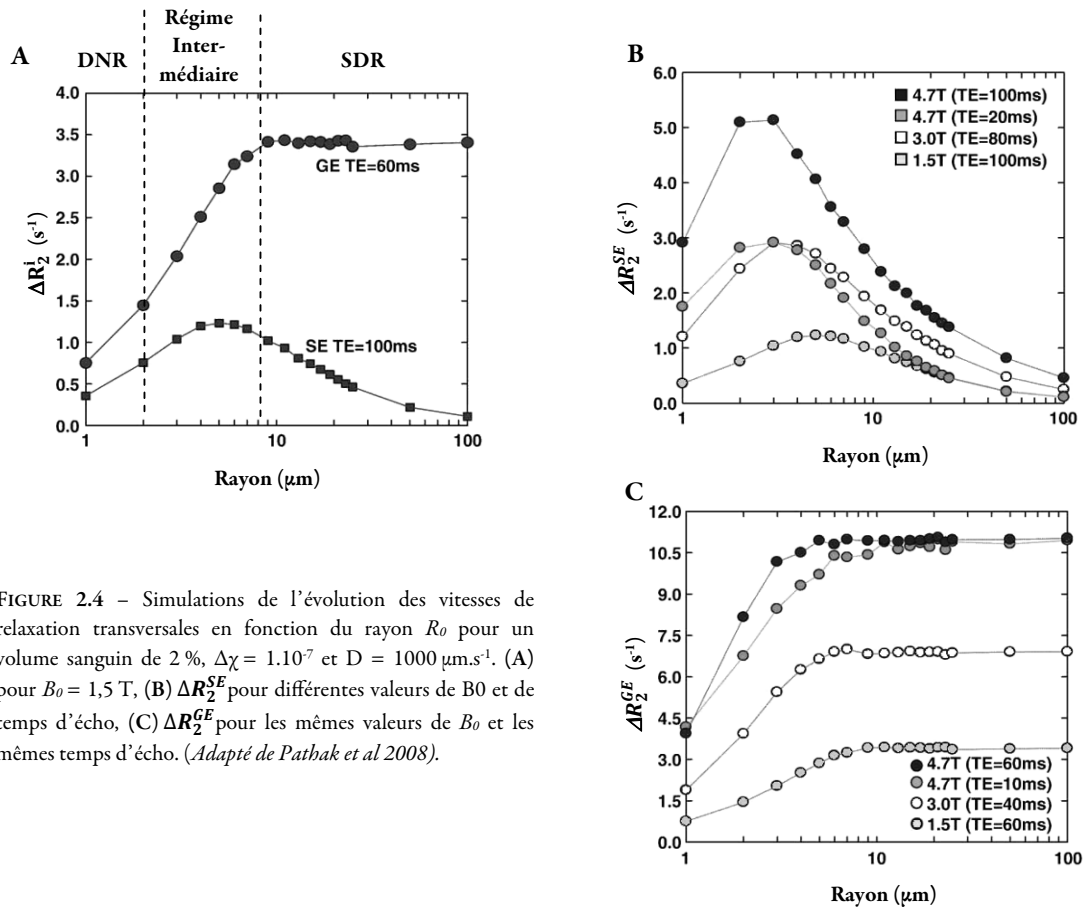 A
DNR
Régime
Inter-
médiaire
SDR
4.0
3.5
3.0
2.5
2.0
1.5
1.0
0.5
0.0
ΔR₂ⁱ (s⁻¹)
GE TE=60ms
SE TE=100ms
1
10
100
Rayon (μm)
B
6.0
5.0
4.0
3.0
2.0
1.0
0.0
ΔR₂^SE (s⁻¹)
4.7T (TE=100ms)
4.7T (TE=20ms)
3.0T (TE=80ms)
1.5T (TE=100ms)
1
10
100
Rayon (μm)
C
12.0
10.5
9.0
7.5
6.0
4.5
3.0
1.5
0.0
ΔR₂^GE (s⁻¹)
4.7T (TE=60ms)
4.7T (TE=10ms)
3.0T (TE=40ms)
1.5T (TE=60ms)
1
10
100
Rayon (μm)
FIGURE 2.4 – Simulations de l'évolution des vitesses de
relaxation transversales en fonction du rayon R₀ pour un
volume sanguin de 2 %, Δχ = 1.10⁻⁷ et D = 1000 μm.s⁻¹. (A)
pour B₀ = 1,5 T, (B) ΔR₂^SE pour différentes valeurs de B0 et de
temps d'écho, (C) ΔR₂^GE pour les mêmes valeurs de B₀ et les
mêmes temps d'écho. (Adapté de Pathak et al 2008).